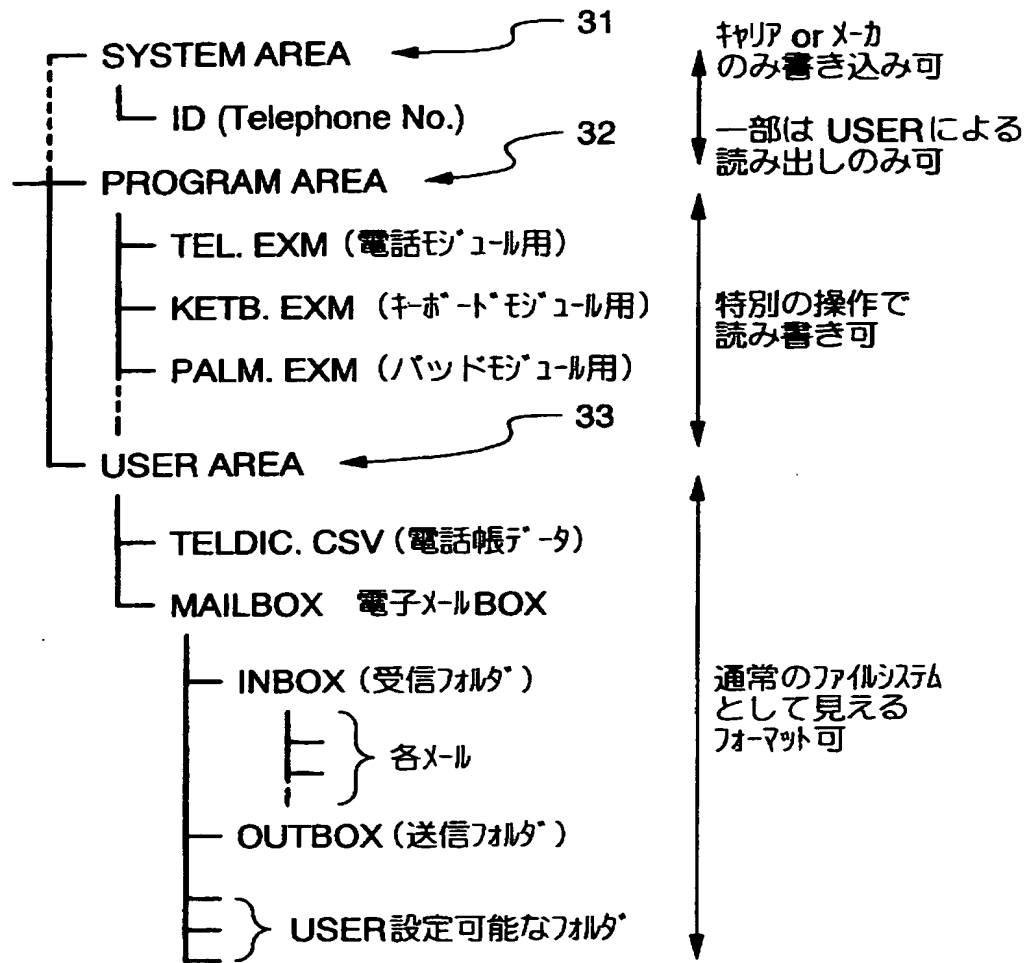 31
SYSTEM AREA
キャリア or メーカ
のみ書き込み可
ID (Telephone No.)
一部は USERによる
読み出しのみ可
32
PROGRAM AREA
TEL. EXM (電話モジュール用)
KETB. EXM (キーボードモジュール用)
PALM. EXM (パッドモジュール用)
特別の操作で
読み書き可
33
USER AREA
TELDIC. CSV (電話帳データ)
MAILBOX 電子メールBOX
INBOX (受信フォルダ)
各メール
OUTBOX (送信フォルダ)
USER設定可能なフォルダ
通常のファイルシステム
として見える
フォーマット可